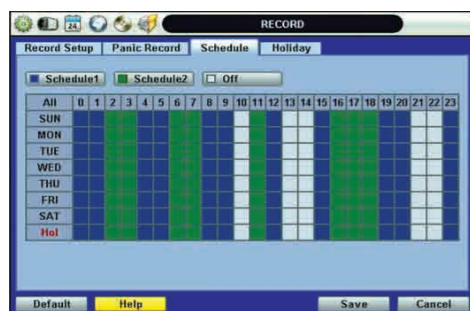 24
RECORD
Record Setup Panic Record Schedule Holiday
Schedule1 Schedule2 Off
All 0 1 2 3 4 5 6 7 8 9 10 11 12 13 14 15 16 17 18 19 20 21 22 23
SUN
MON
TUE
WED
THU
FRI
SAT
Hol
Default Help Save Cancel